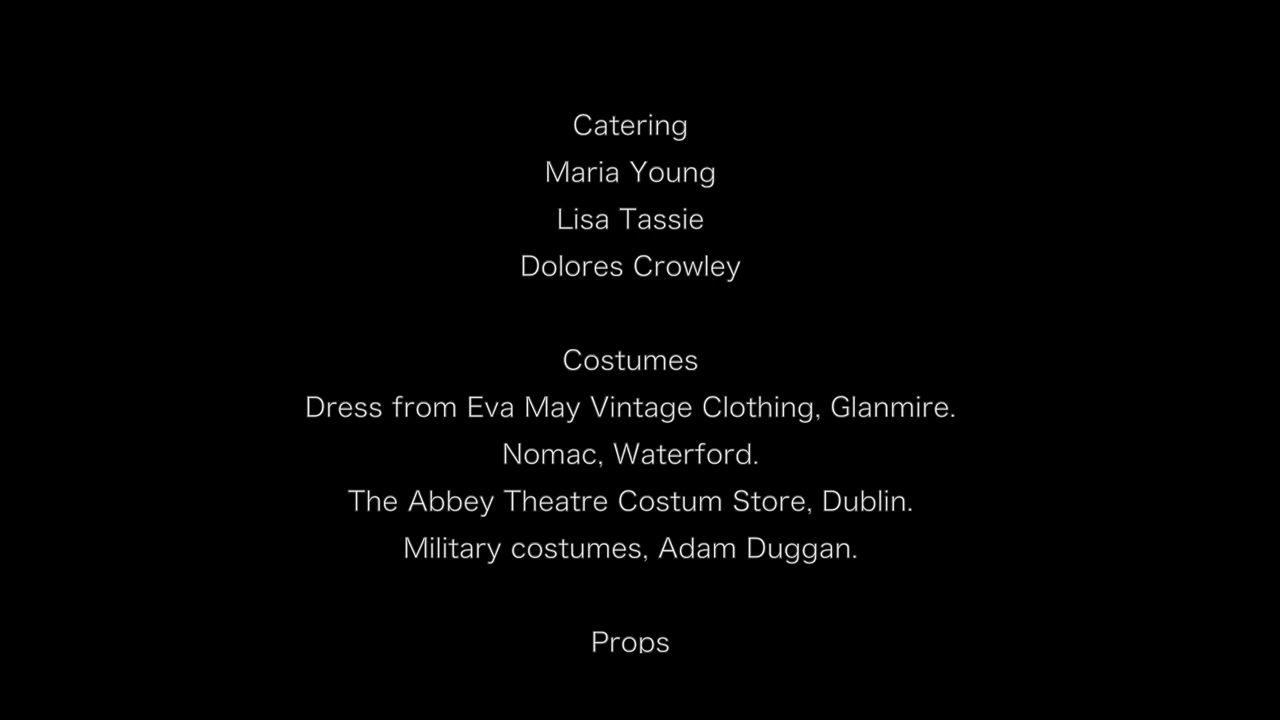 Catering
Maria Young
Lisa Tassie
Dolores Crowley
Costumes
Dress from Eva May Vintage Clothing, Glanmire.
Nomac, Waterford.
The Abbey Theatre Costum Store, Dublin.
Military costumes, Adam Duggan.
Props